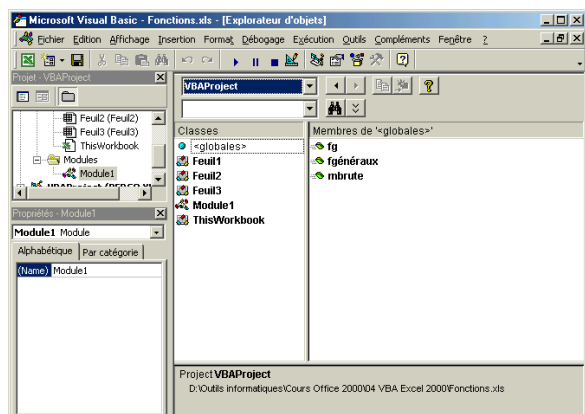 Microsoft Visual Basic - Fonctions.xls - [Explorateur d'objets]
Fichier Edition Affichage Insertion Format Débogage Exécution Outils Compléments Fenêtre ?
Projet - VBAProject
VBAProject
Feuil2 (Feuil2)
Feuil3 (Feuil3)
ThisWorkbook
Modules
Module1
Classes
<globales>
Feuil1
Feuil2
Feuil3
Module1
ThisWorkbook
Membres de '<globales>'
fg
fgénéraux
mbrute
Propriétés - Module1
Module1 Module
Alphabétique Par catégorie
(Name) Module1
Project VBAProject
D:\Outils informatiques\Cours Office 2000\04 VBA Excel 2000\Fonctions.xls